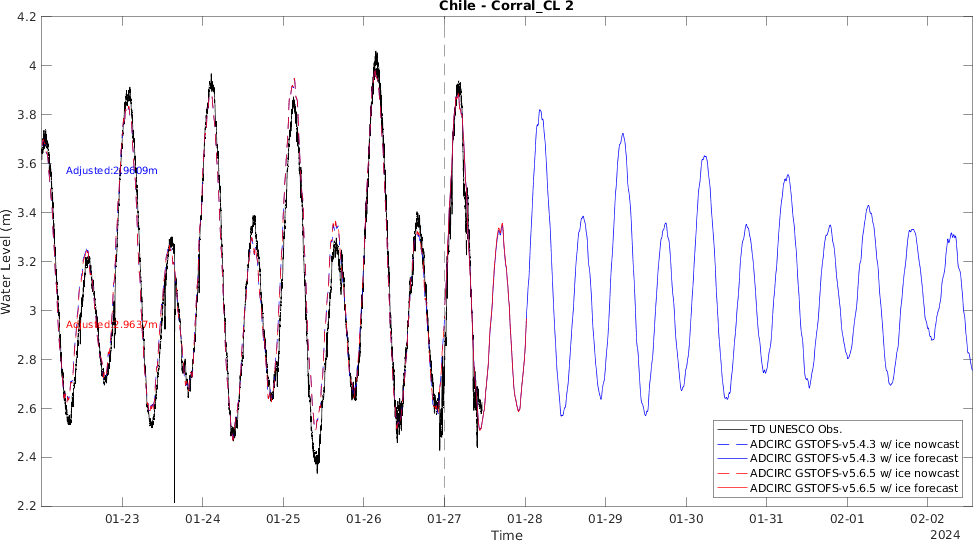 Chile - Corral_CL 2
4.2
4
3.8
3.6
3.4
3.2
3
2.8
2.6
2.4
2.2
Water Level (m)
Adjusted:2.9609m
Adjusted:2.9637m
TD UNESCO Obs.
ADCIRC GSTOFS-v5.4.3 w/ ice nowcast
ADCIRC GSTOFS-v5.4.3 w/ ice forecast
ADCIRC GSTOFS-v5.6.5 w/ ice nowcast
ADCIRC GSTOFS-v5.6.5 w/ ice forecast
01-23 01-24 01-25 01-26 01-27 01-28 01-29 01-30 01-31 02-01 02-02
Time
2024